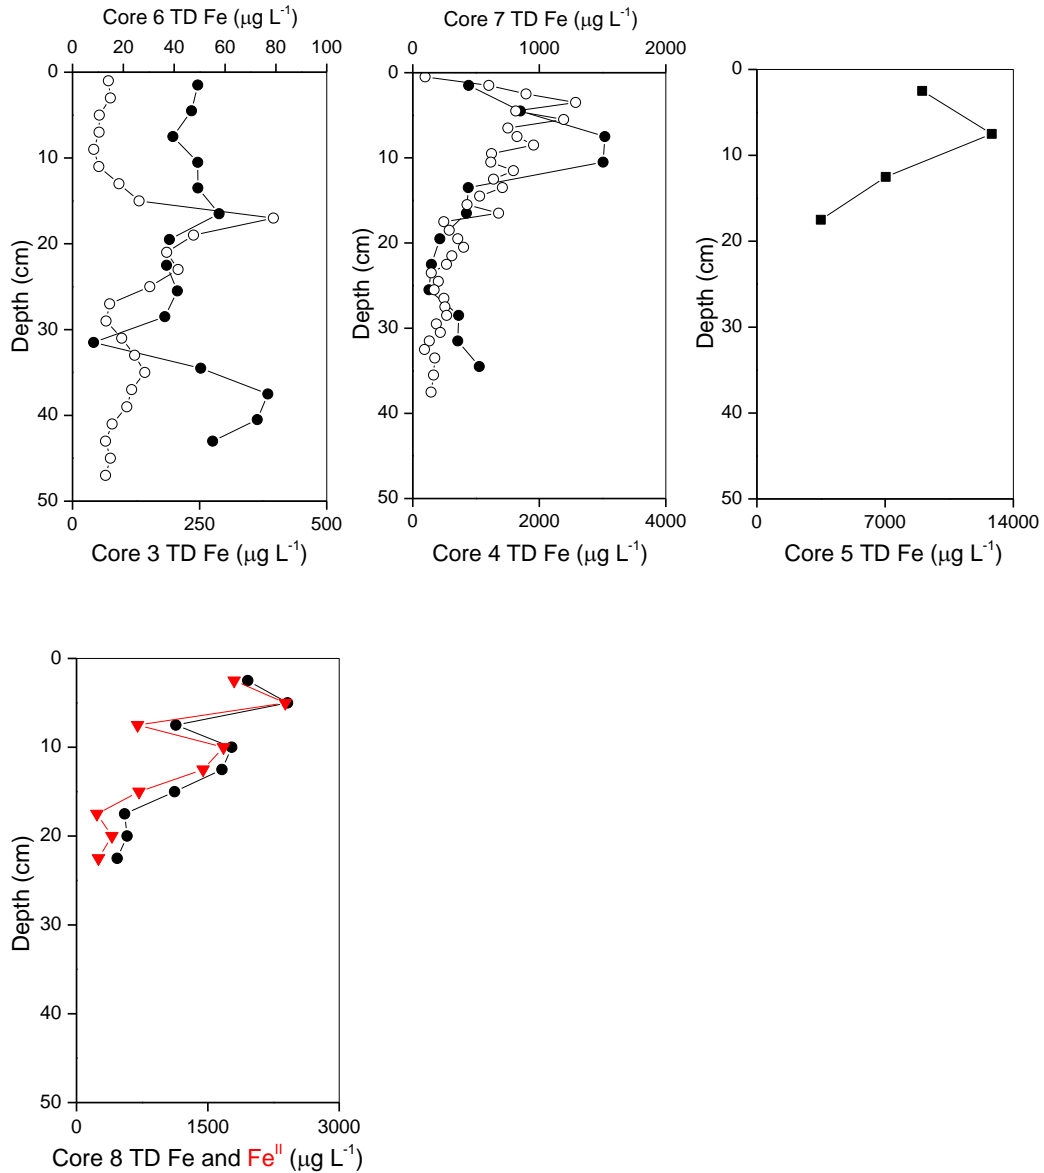 Core 6 TD Fe (μg L⁻¹)
0 20 40 60 80 100
0
10
20
30
40
50
Depth (cm)
0 250 500
Core 3 TD Fe (μg L⁻¹)
Core 7 TD Fe (μg L⁻¹)
0 1000 2000
0
10
20
30
40
50
Depth (cm)
0 2000 4000
Core 4 TD Fe (μg L⁻¹)
0
10
20
30
40
50
Depth (cm)
0 7000 14000
Core 5 TD Fe (μg L⁻¹)
0
10
20
30
40
50
Depth (cm)
0 1500 3000
Core 8 TD Fe and Feᴵᴵ (μg L⁻¹)